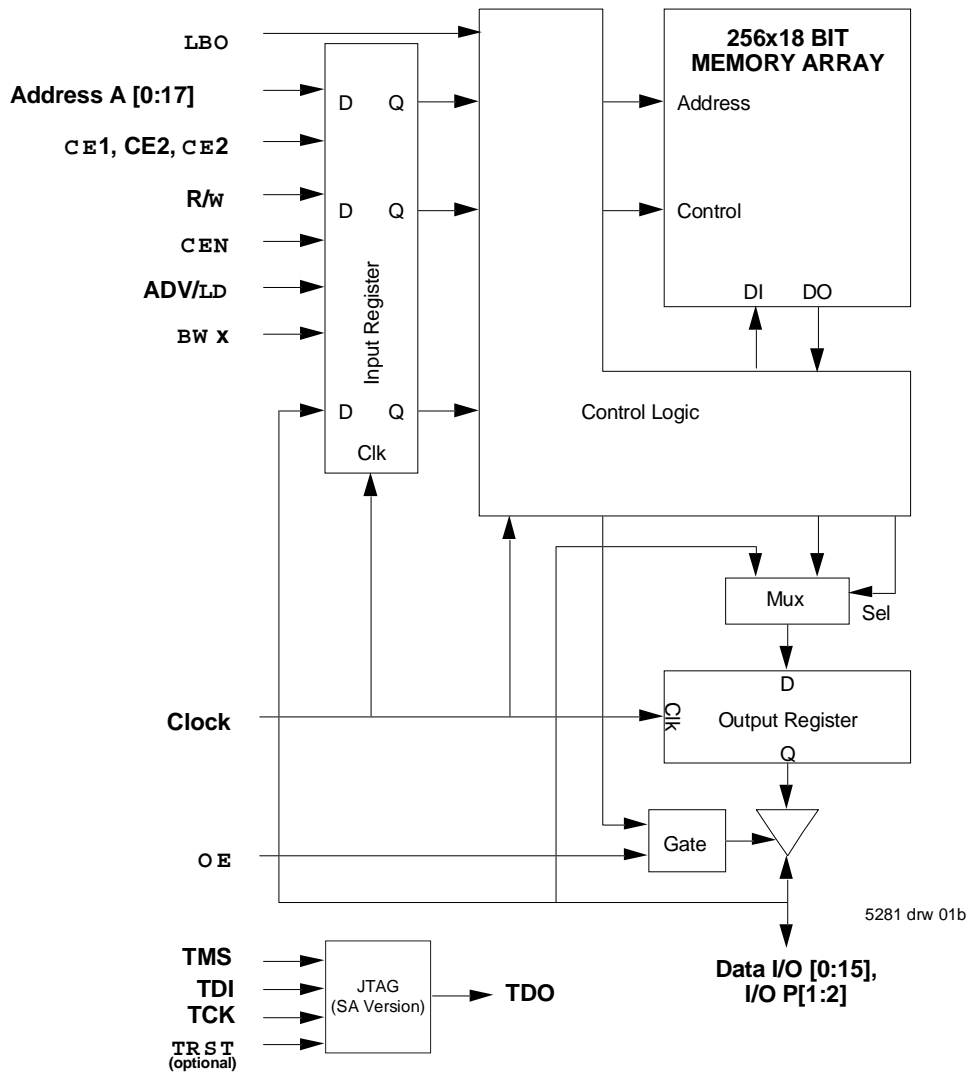 LBO
Address A [0:17]
CE1, CE2, CE2
R/W
CEN
ADV/LD
BW x
D Q
D Q
Input Register
D Q
Clk
256x18 BIT
MEMORY ARRAY
Address
Control
DI DO
Control Logic
Mux
Sel
Clock
D
Clk
Output Register
Q
OE
Gate
5281 drw 01b
Data I/O [0:15],
I/O P[1:2]
TMS
TDI
TCK
TRST
(optional)
JTAG
(SA Version)
TDO